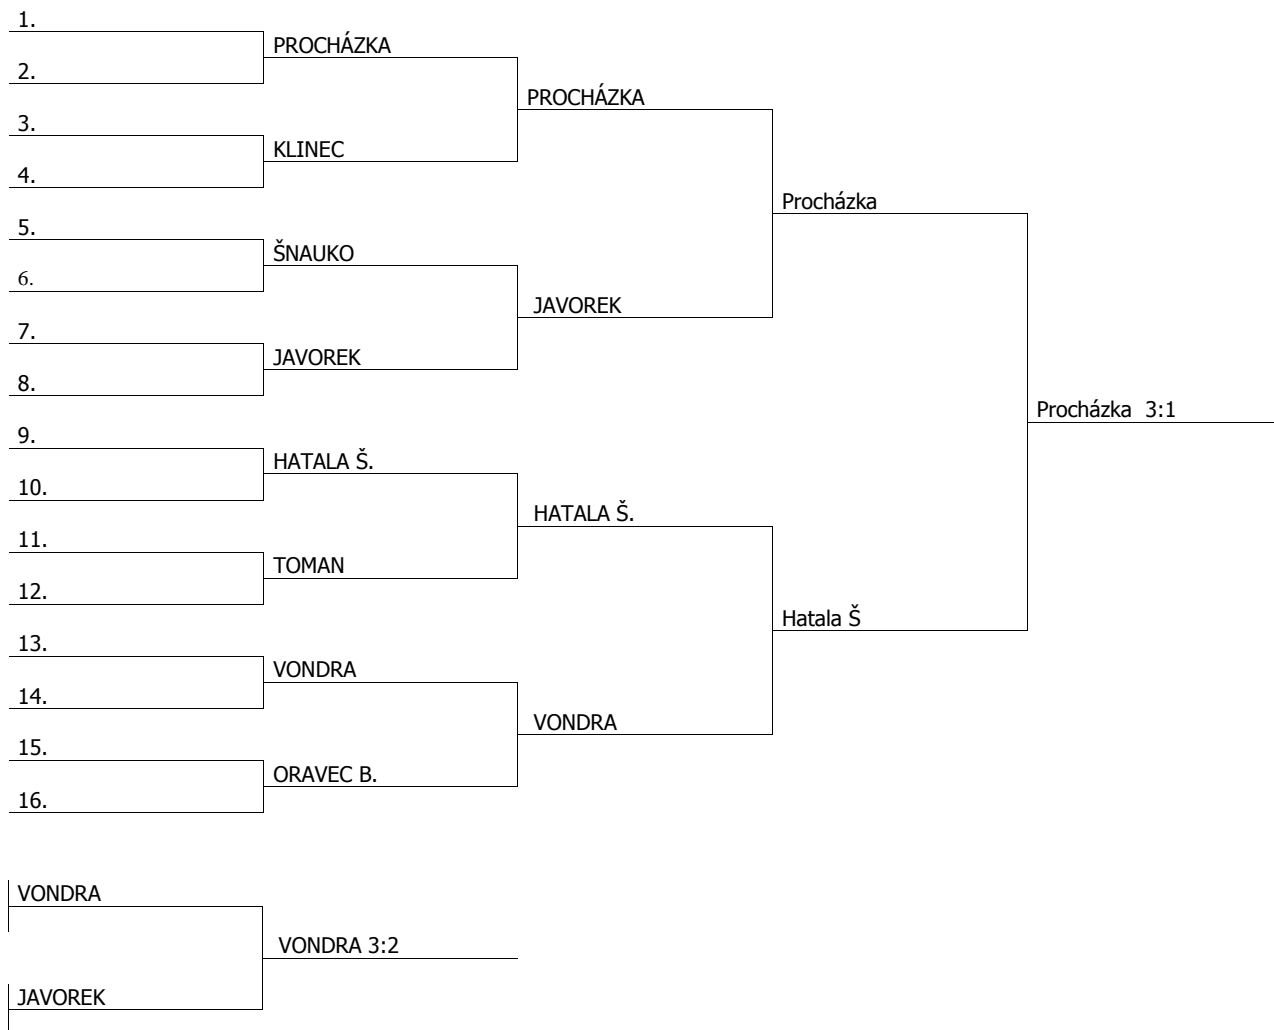 1.
PROCHÁZKA
2.
PROCHÁZKA
3.
KLINEC
4.
Procházka
5.
ŠNAUKO
6.
JAVOREK
7.
JAVOREK
8.
Procházka  3:1
9.
HATALA Š.
10.
HATALA Š.
11.
TOMAN
12.
Hatala Š
13.
VONDRA
14.
VONDRA
15.
ORAVEC B.
16.
VONDRA
VONDRA 3:2
JAVOREK